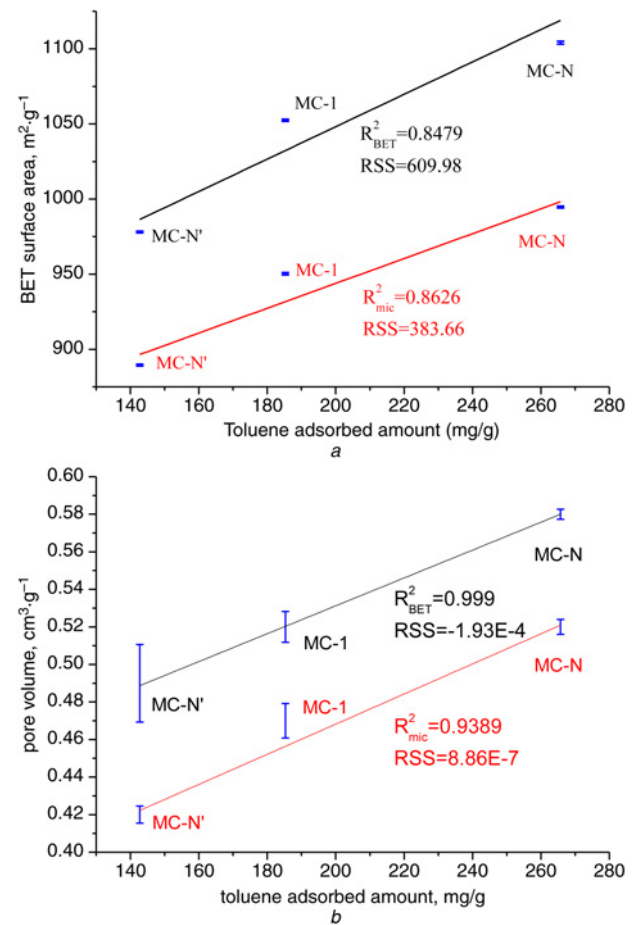 1100
1050
1000
950
900
BET surface area, m²·g⁻¹
MC-N
MC-1
R²BET=0.8479
RSS=609.98
MC-N'
MC-N
MC-1
R²mic=0.8626
RSS=383.66
MC-N'
140 160 180 200 220 240 260 280
Toluene adsorbed amount (mg/g)
a
0.60
0.58
0.56
0.54
0.52
0.50
0.48
0.46
0.44
0.42
0.40
pore volume, cm³·g⁻¹
MC-N
R²BET=0.999
RSS=-1.93E-4
MC-1
MC-N
MC-N'
MC-1
R²mic=0.9389
RSS=8.86E-7
MC-N'
140 160 180 200 220 240 260 280
toluene adsorbed amount, mg/g
b